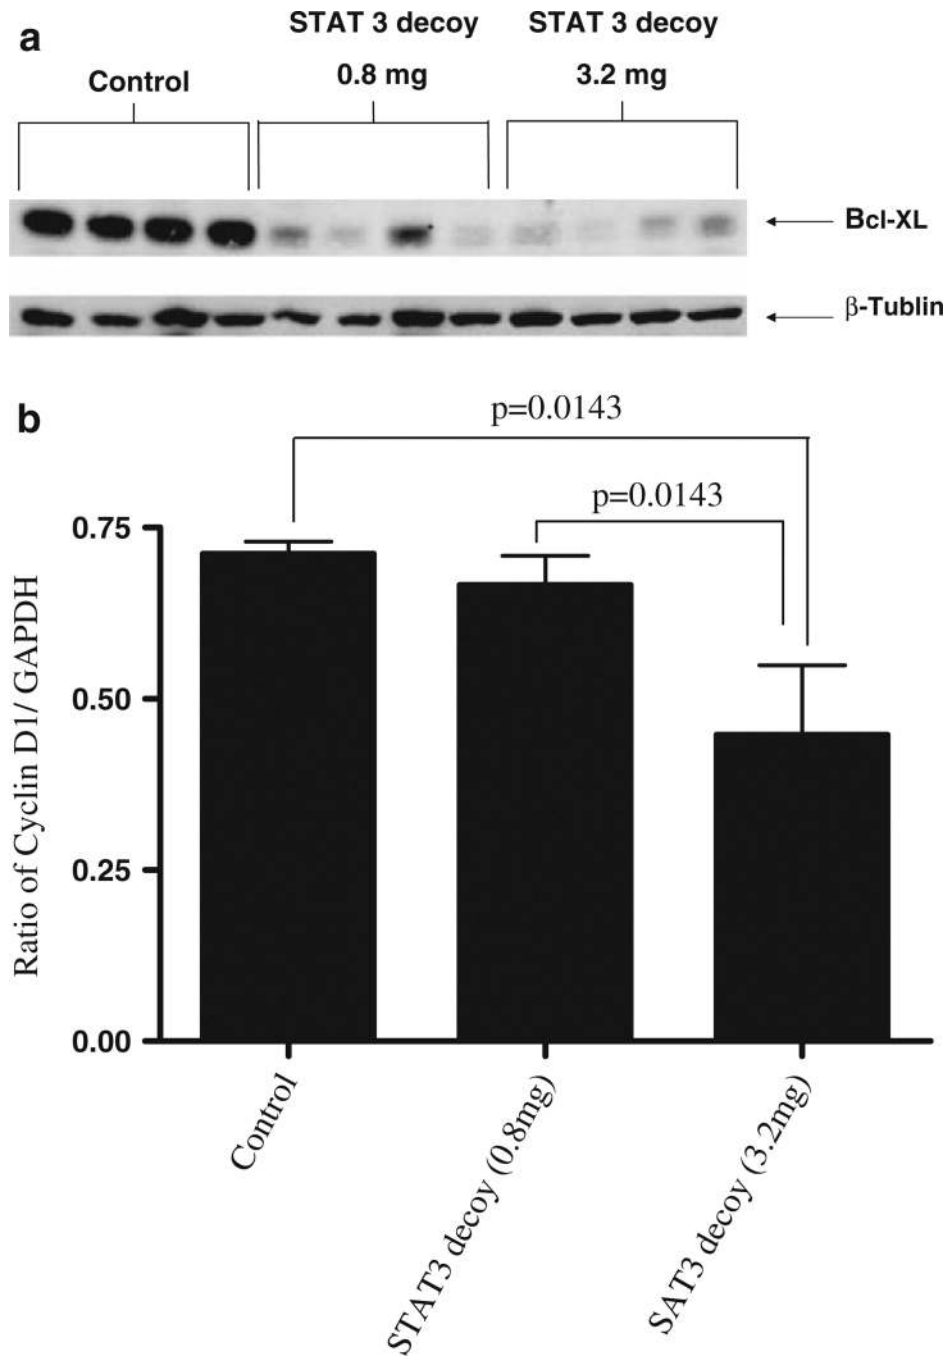 a
Control
STAT 3 decoy
0.8 mg
STAT 3 decoy
3.2 mg
Bcl-XL
β-Tublin
b
p=0.0143
p=0.0143
Ratio of Cyclin D1/ GAPDH
0.75
0.50
0.25
0.00
Control
STAT3 decoy (0.8mg)
SAT3 decoy (3.2mg)